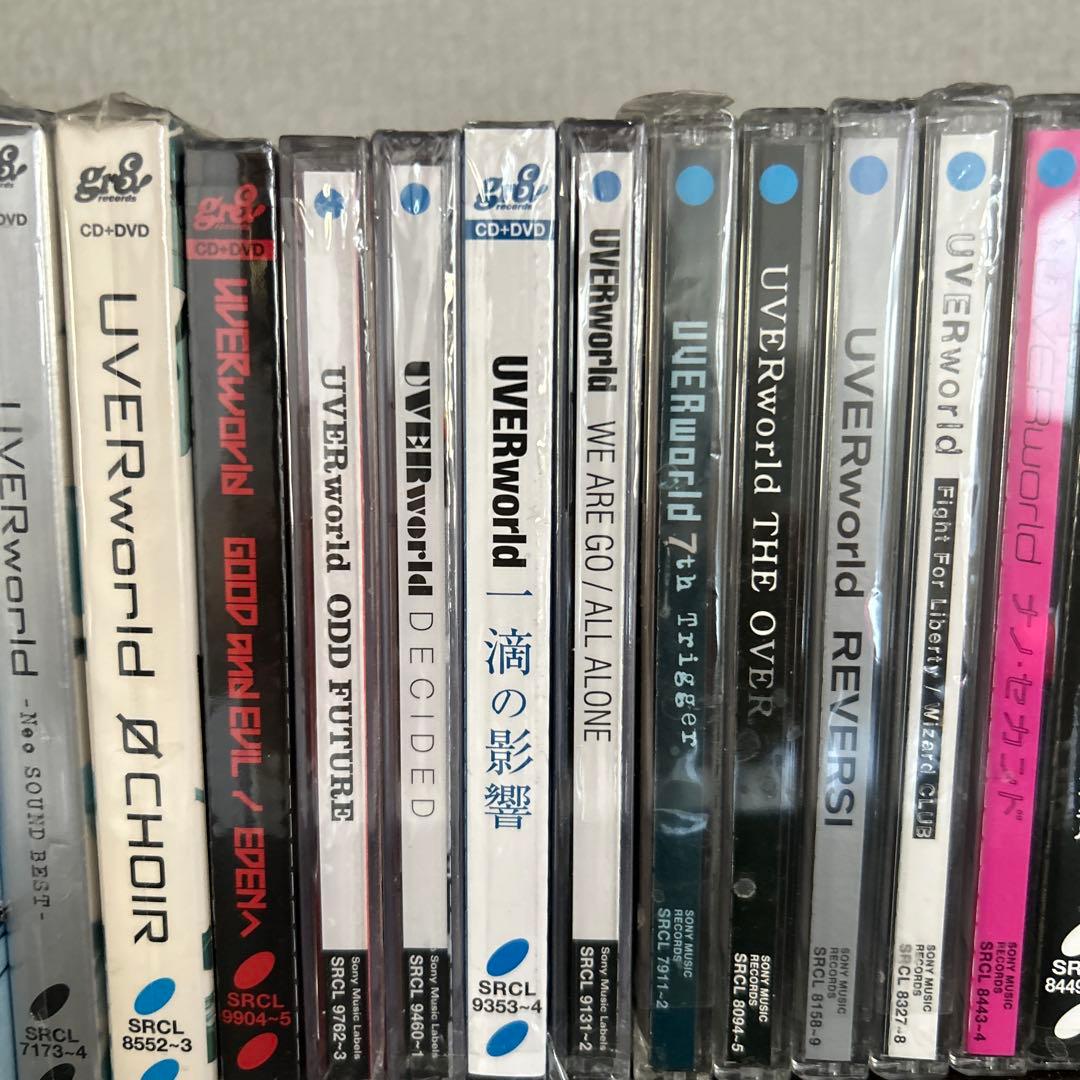 DVD
UVERworld -Neo SOUND BEST-
SRCL
7173~4
gr8!
records
CD+DVD
UVERworld Ø CHOIR
SRCL
8552~3
gr8!
records
CD+DVD
UVERWORLD GOOD AND EVIL / EDENへ
SRCL
9904~5
UVERworld ODD FUTURE
Sony Music Labels
SRCL 9762~3
UVERworld DECIDED
Sony Music Labels
SRCL 9460~1
gr8!
records
CD+DVD
UVERworld 一滴の影響
SRCL
9353~4
UVERworld WE ARE GO / ALL ALONE
Sony Music Labels
SRCL 9131~2
UVERworld 7th Trigger
SONY MUSIC
RECORDS
SRCL 7911~2
UVERworld THE OVER
SONY MUSIC
RECORDS
SRCL 8094~5
UVERworld REVERSI
SONY MUSIC
RECORDS
SRCL 8158~9
UVERworld Fight For Liberty / Wizard CLUB
SONY MUSIC
RECORDS
SRCL 8327~8
UVERworld ナノ・セカンド
SONY MUSIC
RECORDS
SRCL 8443~4